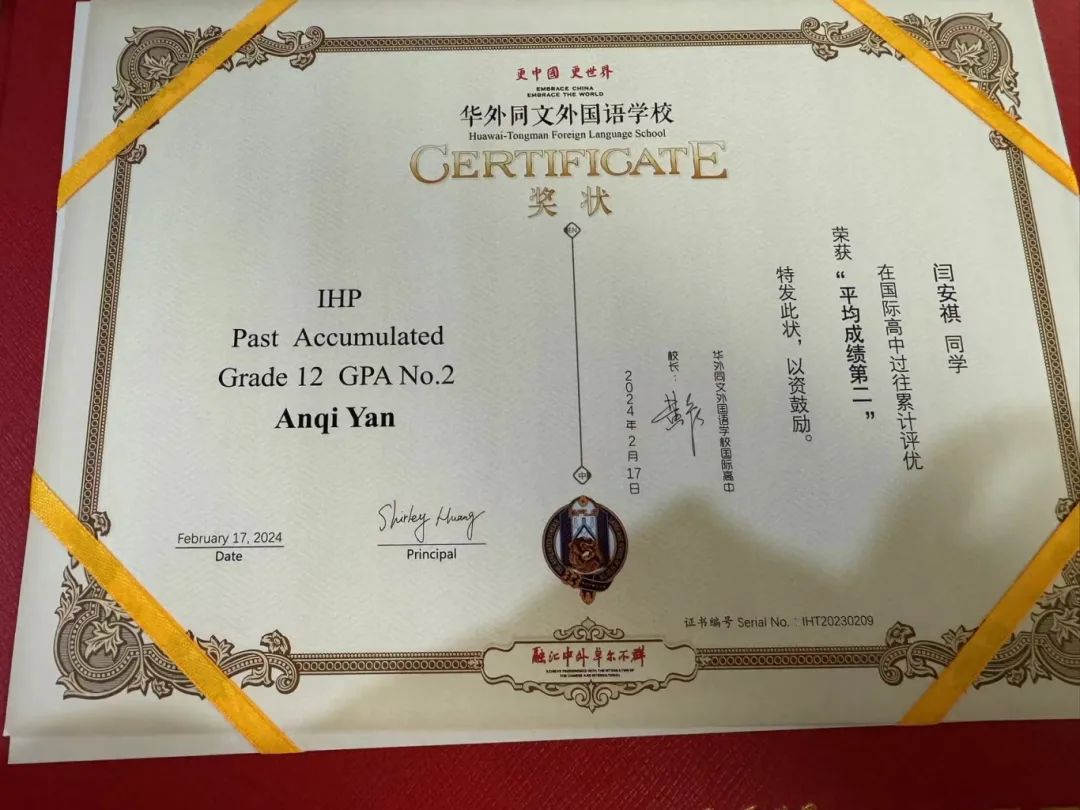 更中國 更世界
EMBRACE CHINA
EMBRACE THE WORLD
华外同文外国语学校
Huawai-Tongman Foreign Language School
CERTIFICATE
奖状
EN
IHP
Past Accumulated
Grade 12 GPA No.2
Anqi Yan
February 17, 2024
Date
Shirley Huang
Principal
闫安祺 同学
在国际高中过往累计评优
荣获“平均成绩第二”
特发此状，以资鼓励。
华外同文外国语学校国际高中
校长：
2024年2月17日
中
证书编号 Serial No.：IHT20230209
融汇中外 卓尔不群